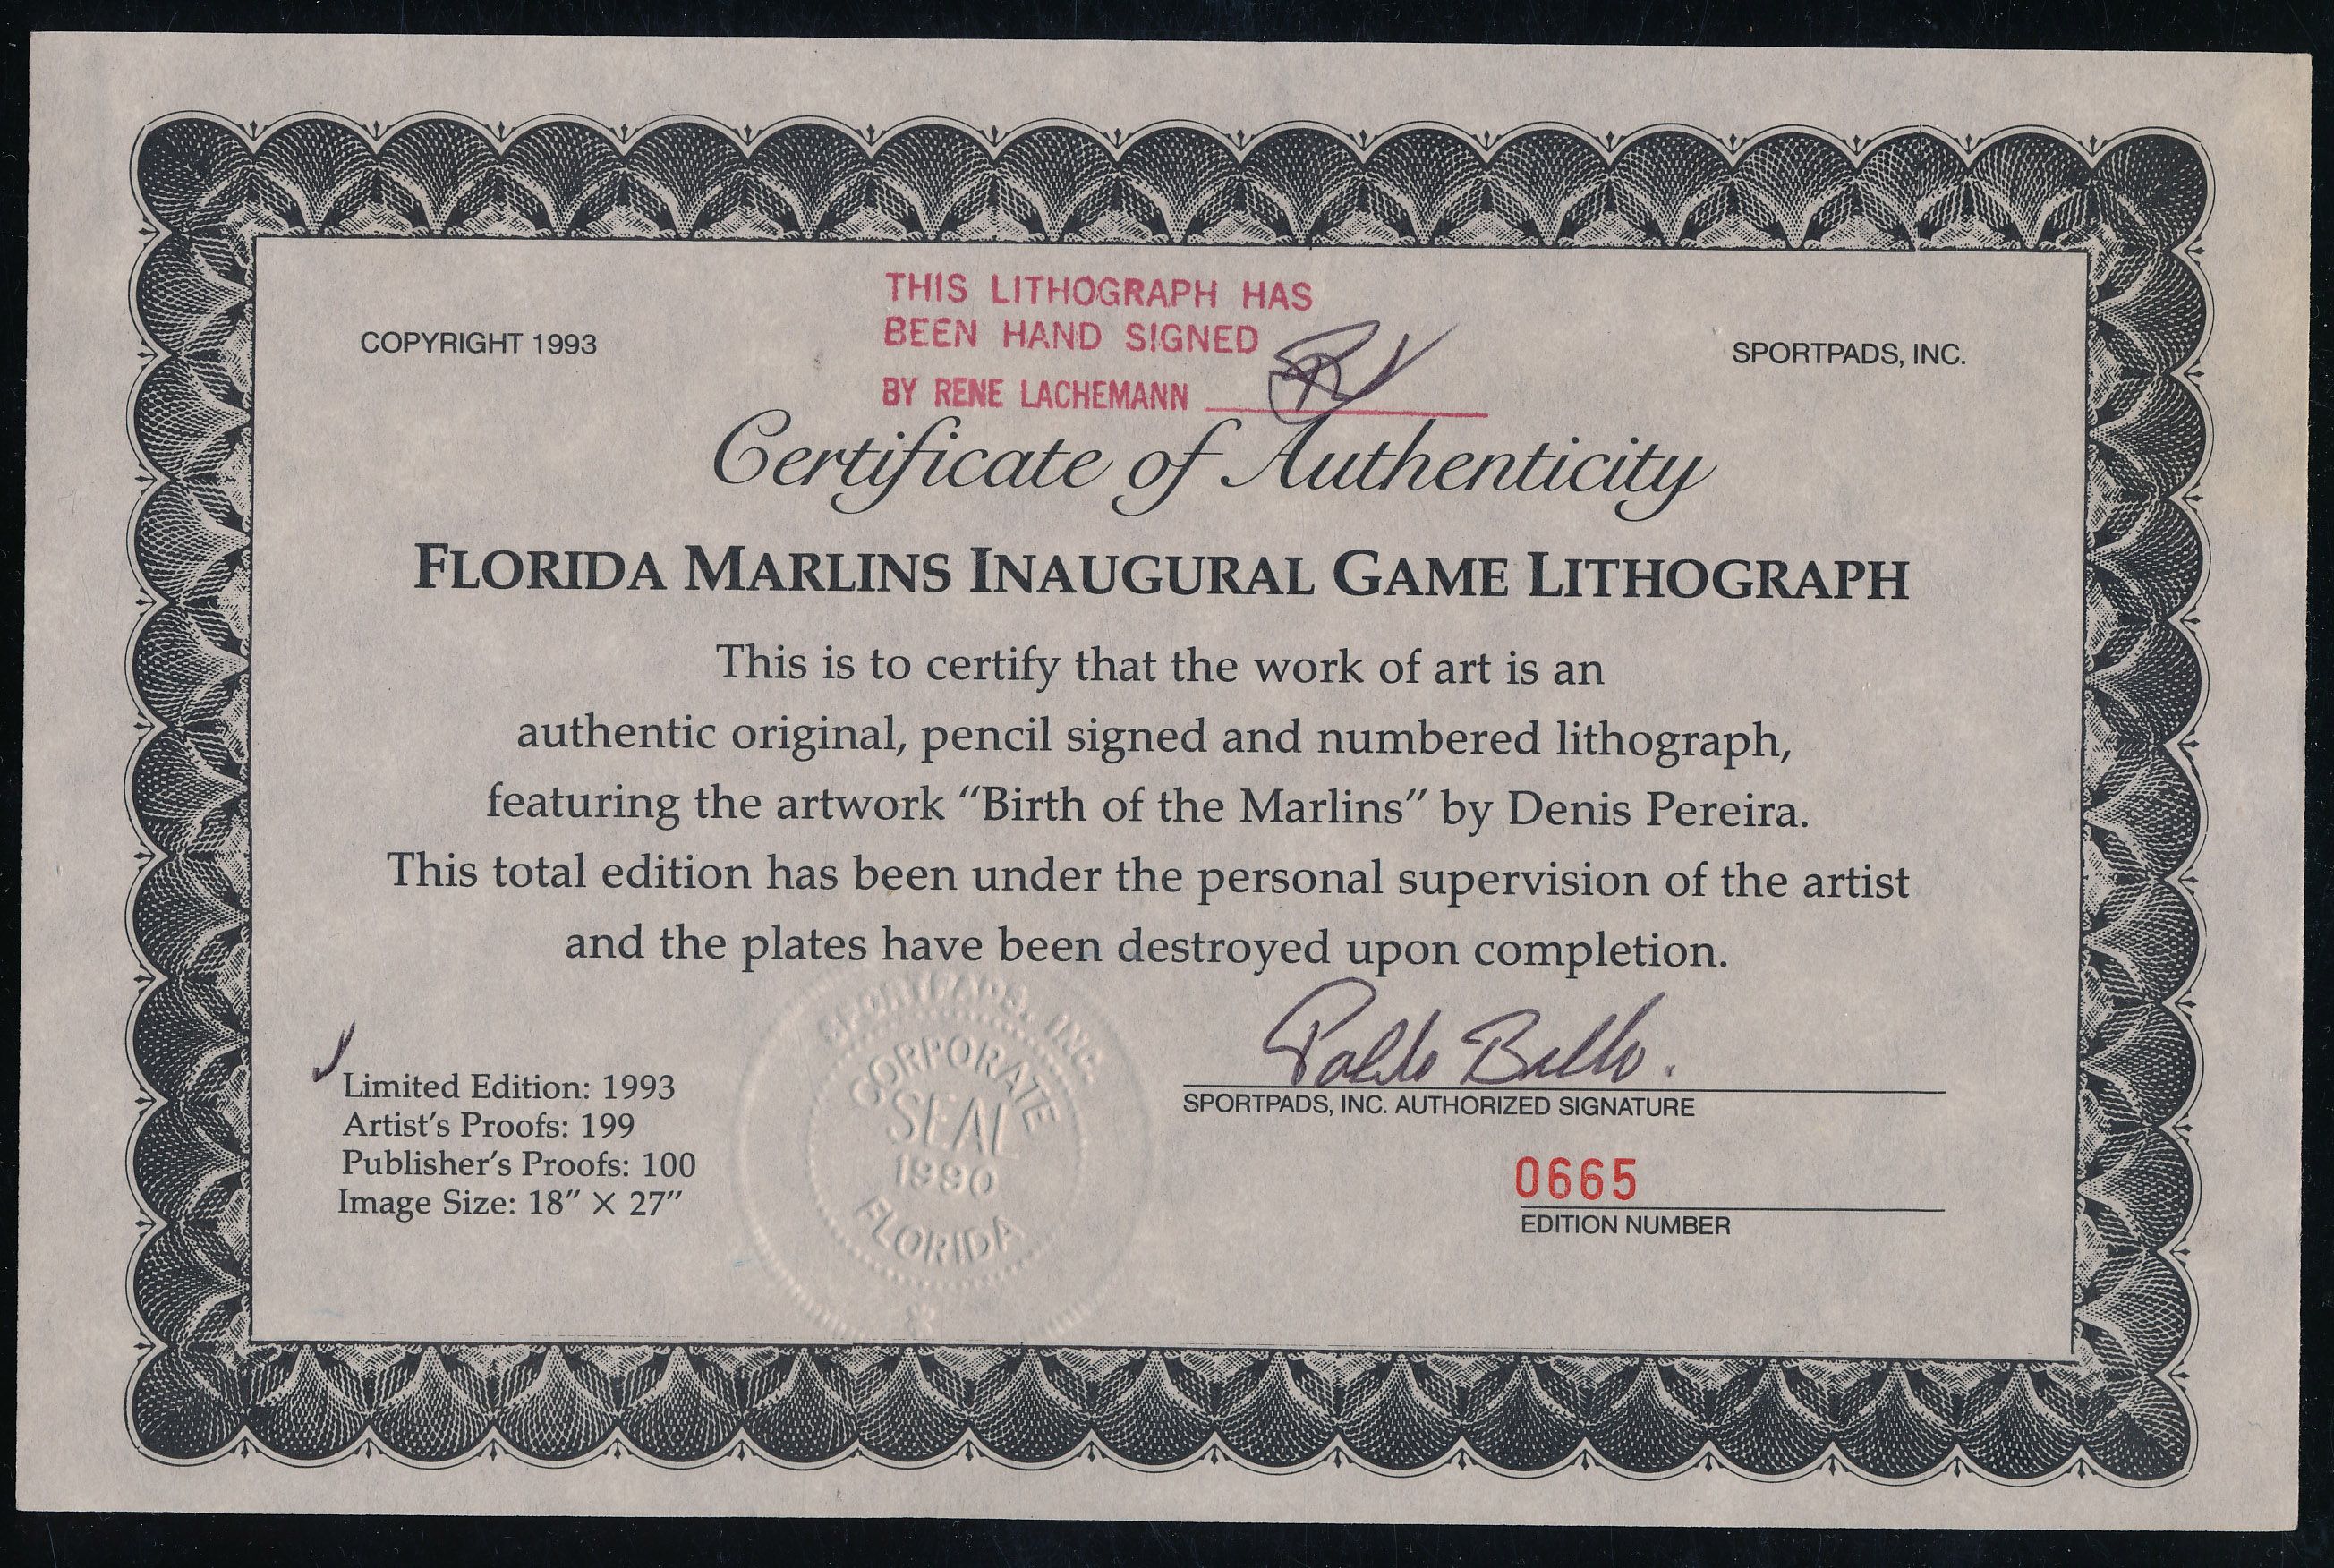 THIS LITHOGRAPH HAS
BEEN HAND SIGNED
COPYRIGHT 1993
SPORTPADS, INC.
BY RENE LACHEMANN
Certificate of Authenticity
FLORIDA MARLINS INAUGURAL GAME LITHOGRAPH
This is to certify that the work of art is an
authentic original, pencil signed and numbered lithograph,
featuring the artwork “Birth of the Marlins” by Denis Pereira.
This total edition has been under the personal supervision of the artist
and the plates have been destroyed upon completion.
Limited Edition: 1993
Artist’s Proofs: 199
Publisher’s Proofs: 100
Image Size: 18” X 27”
SPORTPADS, INC.
CORPORATE
SEAL
1990
FLORIDA
SPORTPADS, INC. AUTHORIZED SIGNATURE
0665
EDITION NUMBER